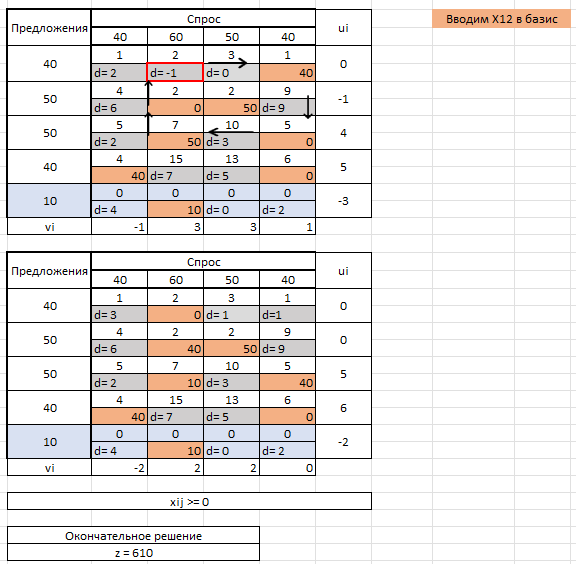 Предложения Спрос ui Вводим X12 в базис
40 60 50 40
40 1 2 3 1 0
d= 2 d= -1 d= 0 40
50 4 2 2 9 -1
d= 6 0 50 d= 9
50 5 7 10 5 4
d= 2 50 d= 3 0
40 4 15 13 6 5
40 d= 7 d= 5 0
10 0 0 0 0 -3
d= 4 10 d= 0 d= 2
vi -1 3 3 1
Предложения Спрос ui
40 60 50 40
40 1 2 3 1 0
d= 3 0 d= 1 d=1
50 4 2 2 9 0
d= 6 40 50 d= 9
50 5 7 10 5 5
d= 2 10 d= 3 40
40 4 15 13 6 6
40 d= 7 d= 5 0
10 0 0 0 0 -2
d= 4 10 d= 0 d= 2
vi -2 2 2 0
xij >= 0
Окончательное решение
z = 610